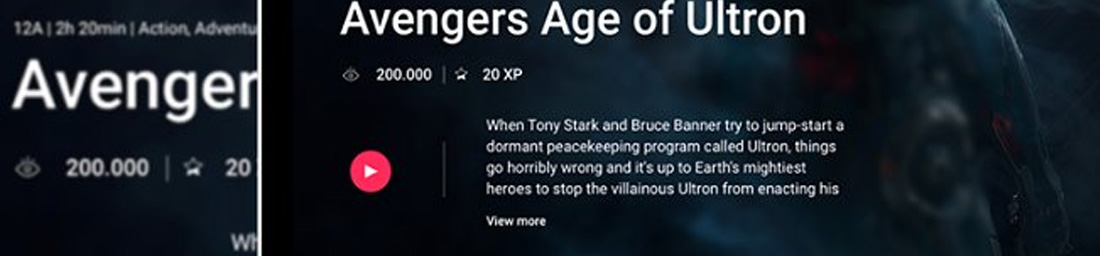 12A | 2h 20min | Action, Adventu
Avenger
200.000 | 20
Wh
Avengers Age of Ultron
200.000 | 20 XP
When Tony Stark and Bruce Banner try to jump-start a
dormant peacekeeping program called Ultron, things
go horribly wrong and it's up to Earth's mightiest
heroes to stop the villainous Ultron from enacting his
View more